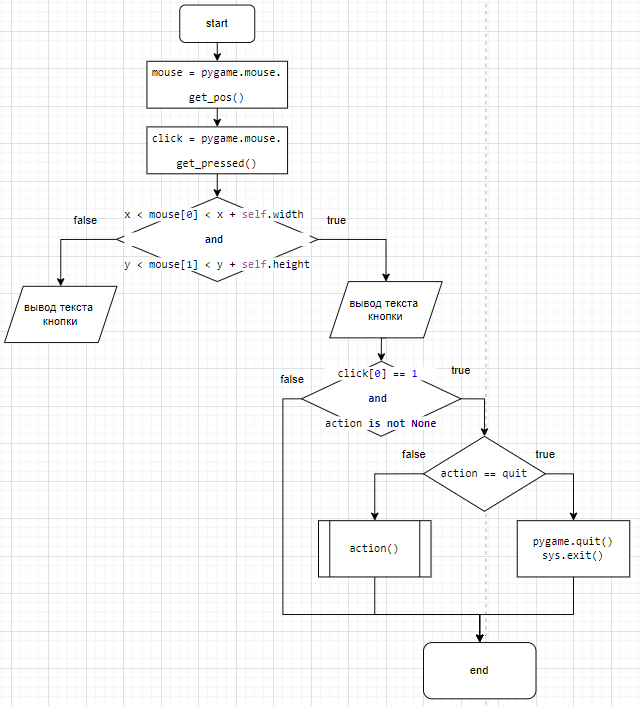 start
mouse = pygame.mouse.
get_pos()
click = pygame.mouse.
get_pressed()
false
x < mouse[0] < x + self.width
true
and
y < mouse[1] < y + self.height
вывод текста
кнопки
вывод текста
кнопки
false
click[0] == 1
true
and
action is not None
false
true
action == quit
action()
pygame.quit()
sys.exit()
end